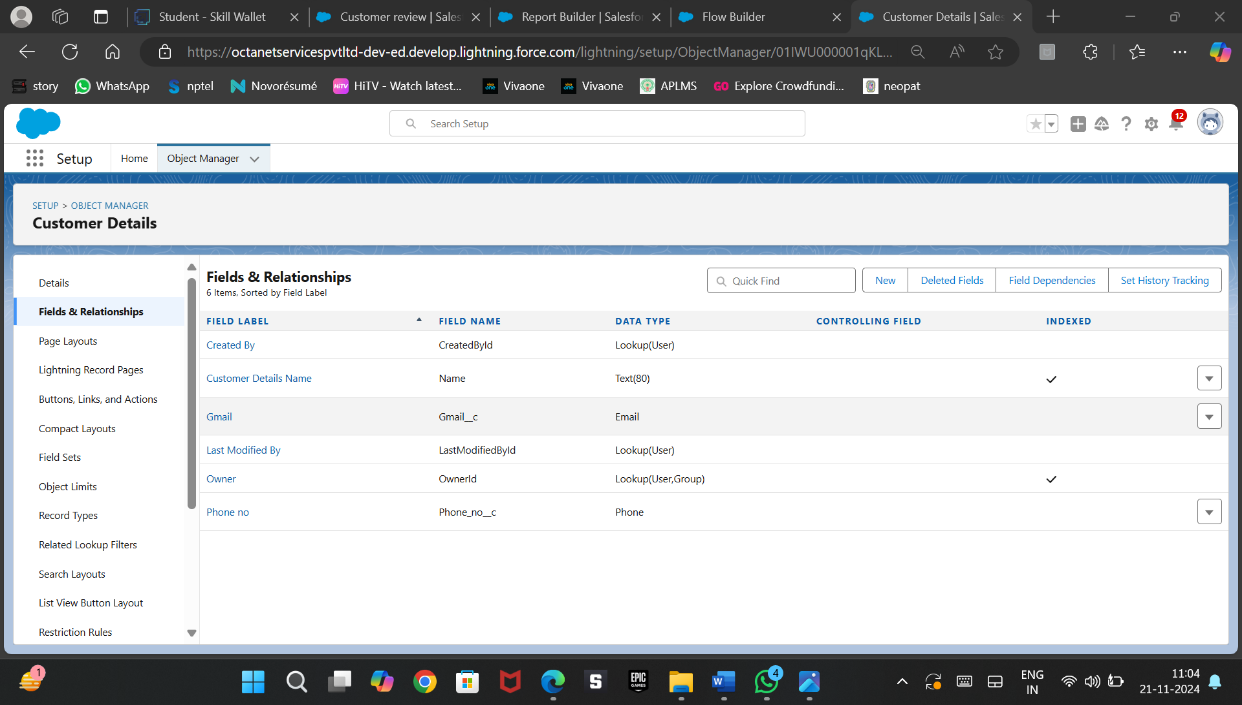 Student - Skill Wallet
Customer review | Sales
Report Builder | Salesfo
Flow Builder
Customer Details | Sales
https://octanetservicespvtltd-dev-ed.develop.lightning.force.com/lightning/setup/ObjectManager/01IWU000001qKL...
story WhatsApp nptel Novorésumé HiTV - Watch latest... Vivaone Vivaone APLMS GO Explore Crowdfundi... neopat
Search Setup
12
Setup Home Object Manager
SETUP > OBJECT MANAGER
Customer Details
Details
Fields & Relationships
Page Layouts
Lightning Record Pages
Buttons, Links, and Actions
Compact Layouts
Field Sets
Object Limits
Record Types
Related Lookup Filters
Search Layouts
List View Button Layout
Restriction Rules
Fields & Relationships
6 Items. Sorted by Field Label
Quick Find
New Deleted Fields Field Dependencies Set History Tracking
FIELD LABEL FIELD NAME DATA TYPE CONTROLLING FIELD INDEXED
Created By CreatedById Lookup(User)
Customer Details Name Name Text(80)
Gmail Gmail__c Email
Last Modified By LastModifiedById Lookup(User)
Owner OwnerId Lookup(User,Group)
Phone no Phone_no__c Phone
1
S
EPIC GAMES
W
4
ENG
IN
11:04
21-11-2024